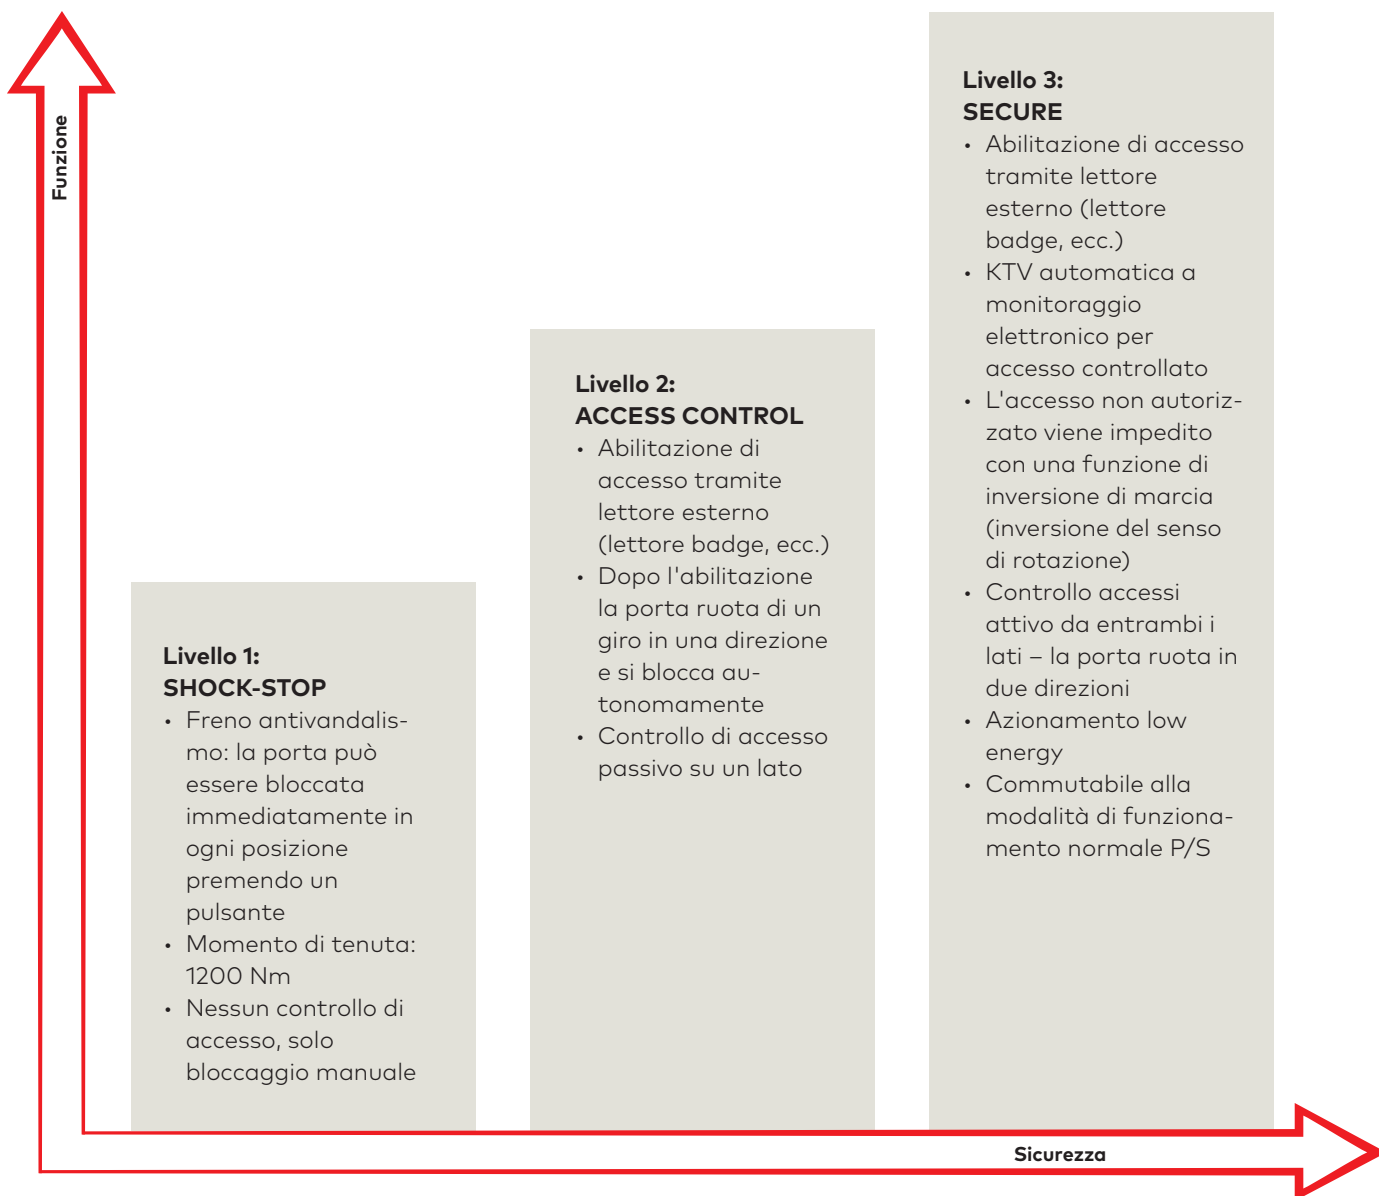 Funzione
Livello 1:
SHOCK-STOP
• Freno antivandalis-
mo: la porta può
essere bloccata
immediatamente in
ogni posizione
premendo un
pulsante
• Momento di tenuta:
1200 Nm
• Nessun controllo di
accesso, solo
bloccaggio manuale
Livello 2:
ACCESS CONTROL
• Abilitazione di
accesso tramite
lettore esterno
(lettore badge, ecc.)
• Dopo l'abilitazione
la porta ruota di un
giro in una direzione
e si blocca au-
tonomamente
• Controllo di accesso
passivo su un lato
Livello 3:
SECURE
• Abilitazione di accesso
tramite lettore
esterno (lettore
badge, ecc.)
• KTV automatica a
monitoraggio
elettronico per
accesso controllato
• L'accesso non autoriz-
zato viene impedito
con una funzione di
inversione di marcia
(inversione del senso
di rotazione)
• Controllo accessi
attivo da entrambi i
lati – la porta ruota in
due direzioni
• Azionamento low
energy
• Commutabile alla
modalità di funziona-
mento normale P/S
Sicurezza